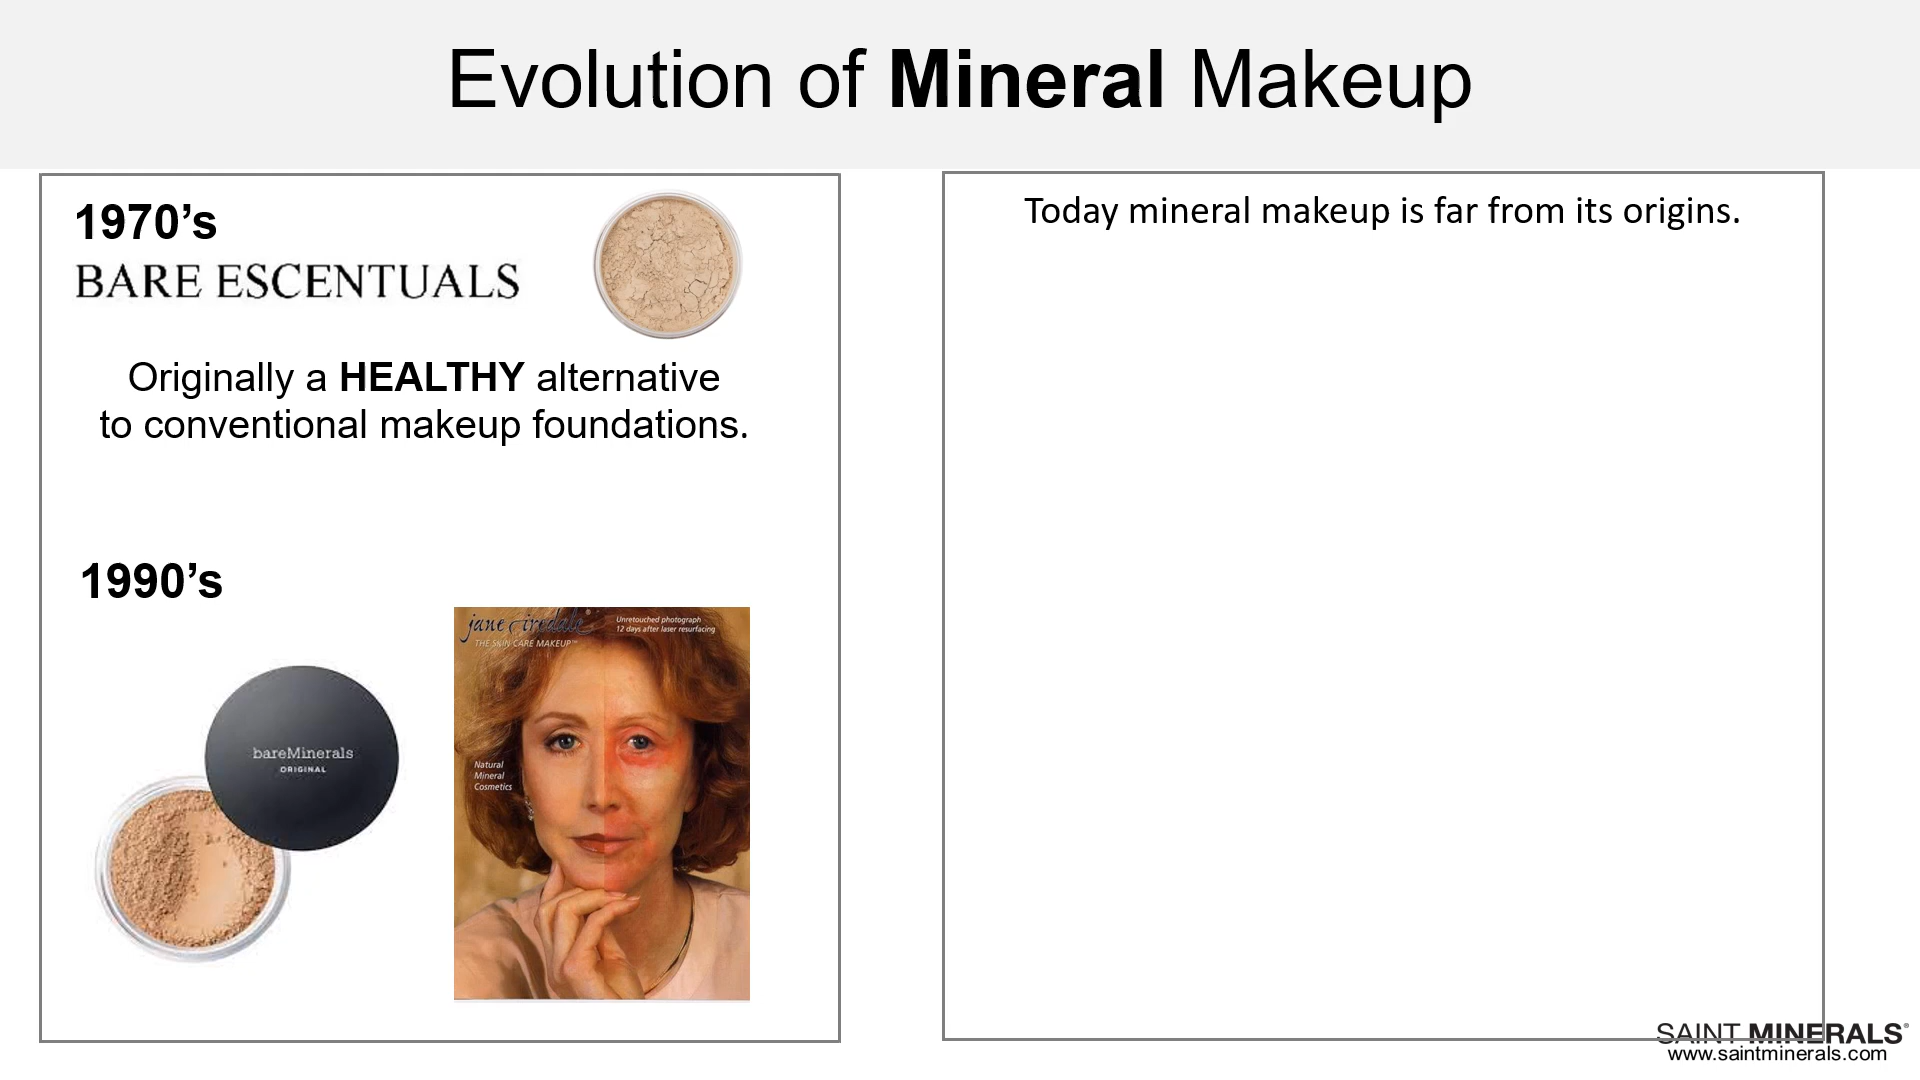 Evolution of Mineral Makeup
1970’s
BARE ESCENTUALS
Originally a HEALTHY alternative
to conventional makeup foundations.
1990’s
bareMinerals
ORIGINAL
jane iredale®
THE SKIN CARE MAKEUP™
Unretouched photograph
12 days after laser resurfacing
Natural
Mineral
Cosmetics
Today mineral makeup is far from its origins.
SAINT MINERALS®
www.saintminerals.com